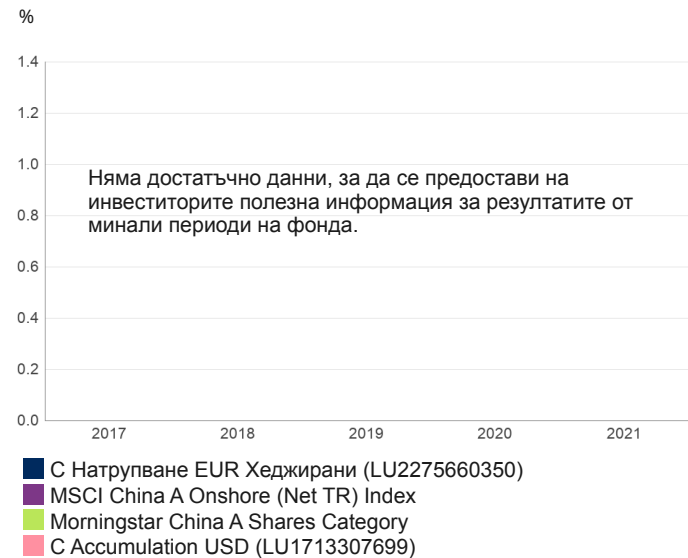 %
1.4
1.2
1.0
0.8
0.6
0.4
0.2
0.0
Няма достатъчно данни, за да се предостави на
инвеститорите полезна информация за резултатите от
минали периоди на фонда.
2017 2018 2019 2020 2021
C Натрупване EUR Хеджирани (LU2275660350)
MSCI China A Onshore (Net TR) Index
Morningstar China A Shares Category
C Accumulation USD (LU1713307699)